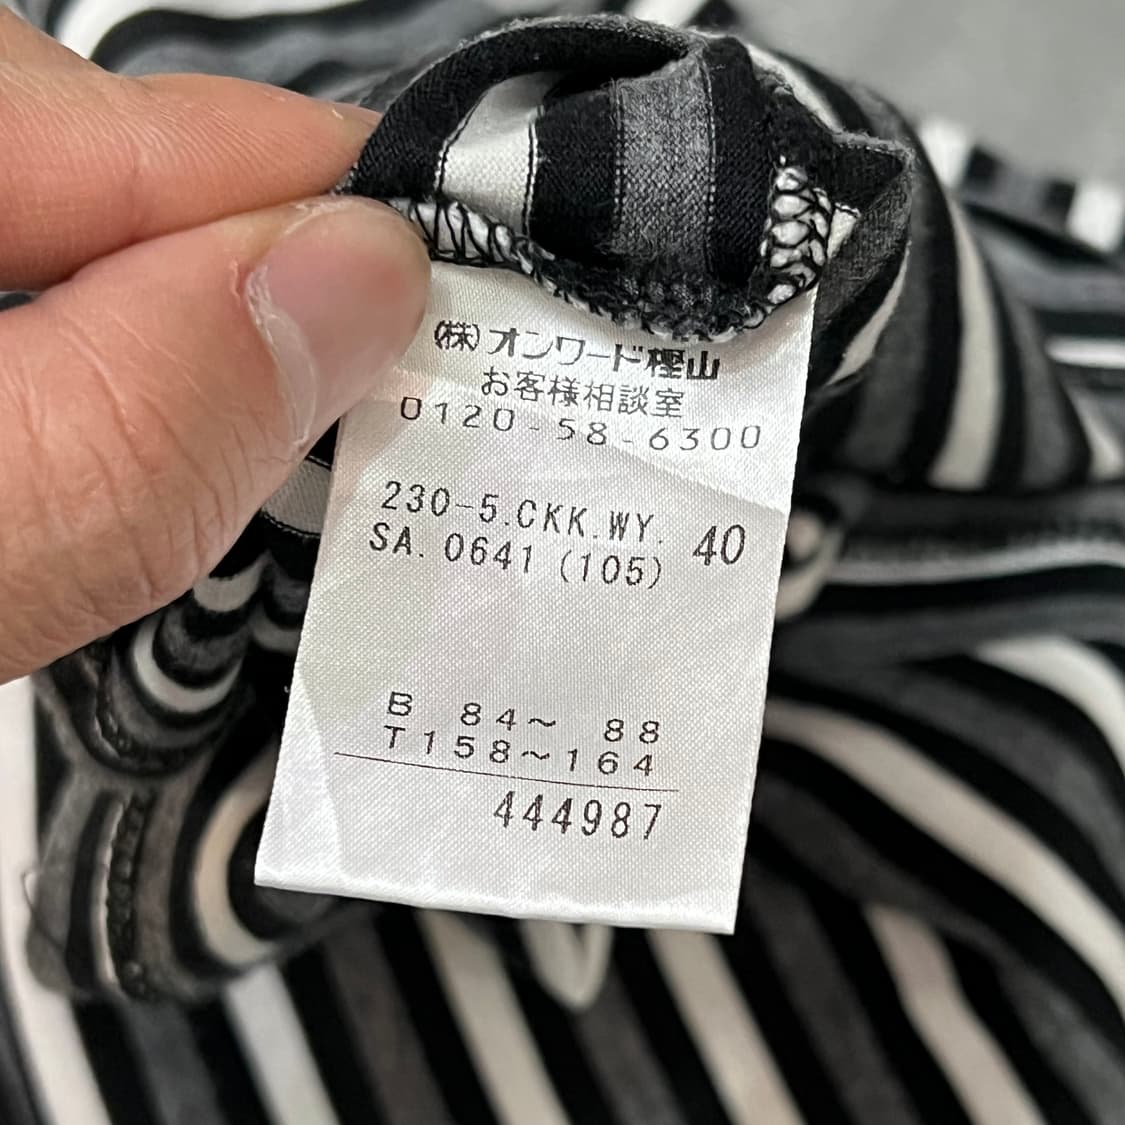 (株)オンワード樫山
お客様相談室
0120-58-6300
230-5.CKK.WY. 40
SA. 0641 (105)
B 84～ 88
T158～164
444987